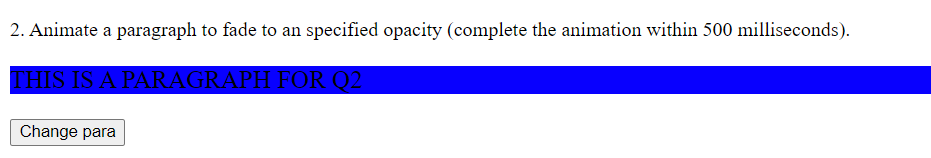 2. Animate a paragraph to fade to an specified opacity (complete the animation within 500 milliseconds).
THIS IS A PARAGRAPH FOR Q2
Change para